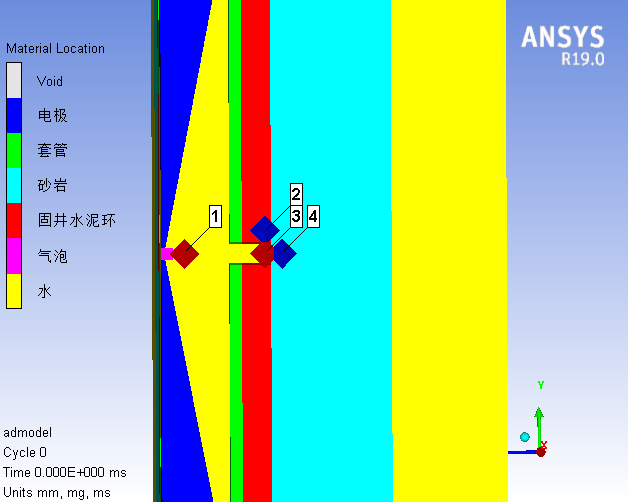 ANSYS
R19.0
Material Location
Void
电极
套管
砂岩
固井水泥环
气泡
水
1
2
3
4
Y
X
admodel
Cycle 0
Time 0.000E+000 ms
Units mm, mg, ms